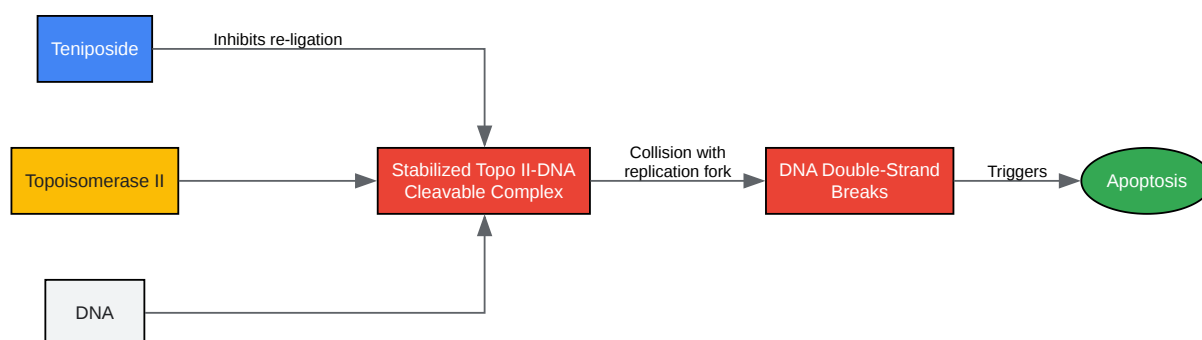 Teniposide
Inhibits re-ligation
Topoisomerase II
Stabilized Topo II-DNA
Cleavable Complex
Collision with
replication fork
DNA Double-Strand
Breaks
Triggers
Apoptosis
DNA